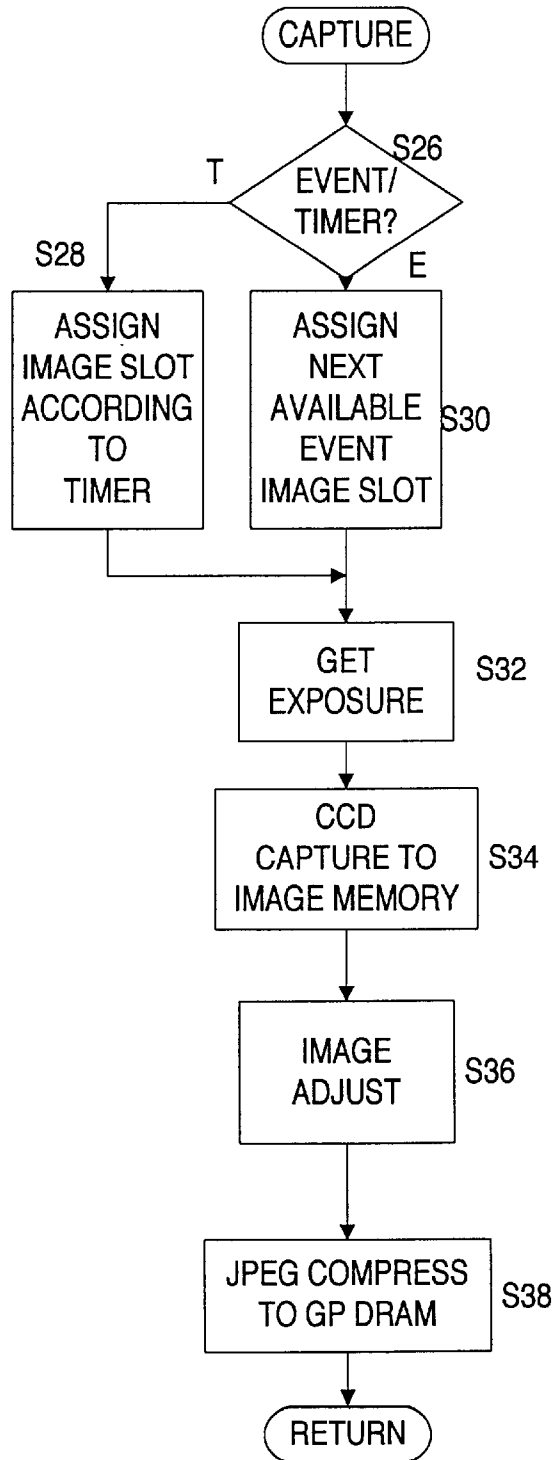 CAPTURE
S26
T
EVENT/
TIMER?
E
S28
ASSIGN
IMAGE SLOT
ACCORDING
TO
TIMER
ASSIGN
NEXT
AVAILABLE
EVENT
IMAGE SLOT
S30
GET
EXPOSURE
S32
CCD
CAPTURE TO
IMAGE MEMORY
S34
IMAGE
ADJUST
S36
JPEG COMPRESS
TO GP DRAM
S38
RETURN